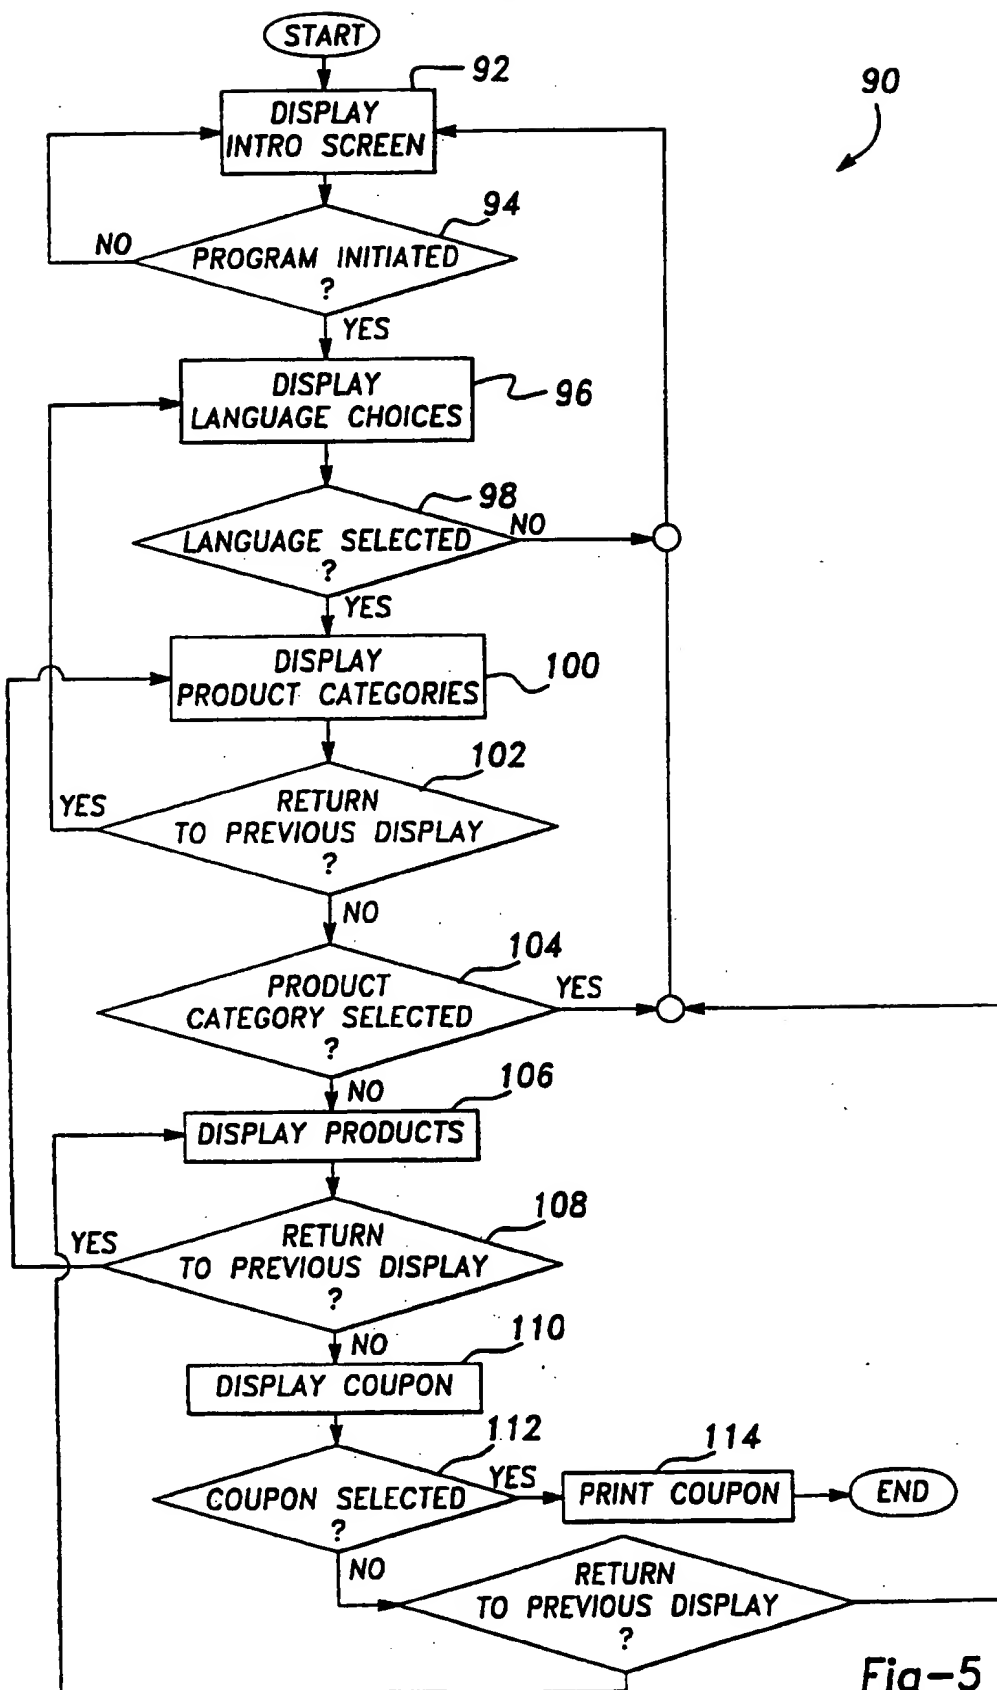 START
92
90
DISPLAY
INTRO SCREEN
94
NO
PROGRAM INITIATED
?
YES
DISPLAY
LANGUAGE CHOICES
96
98
NO
LANGUAGE SELECTED
?
YES
DISPLAY
PRODUCT CATEGORIES
100
102
YES
RETURN
TO PREVIOUS DISPLAY
?
NO
104
PRODUCT
CATEGORY SELECTED
?
YES
NO
106
DISPLAY PRODUCTS
108
YES
RETURN
TO PREVIOUS DISPLAY
?
NO
110
DISPLAY COUPON
112
COUPON SELECTED
?
YES
114
PRINT COUPON
END
NO
RETURN
TO PREVIOUS DISPLAY
?
Fig-5